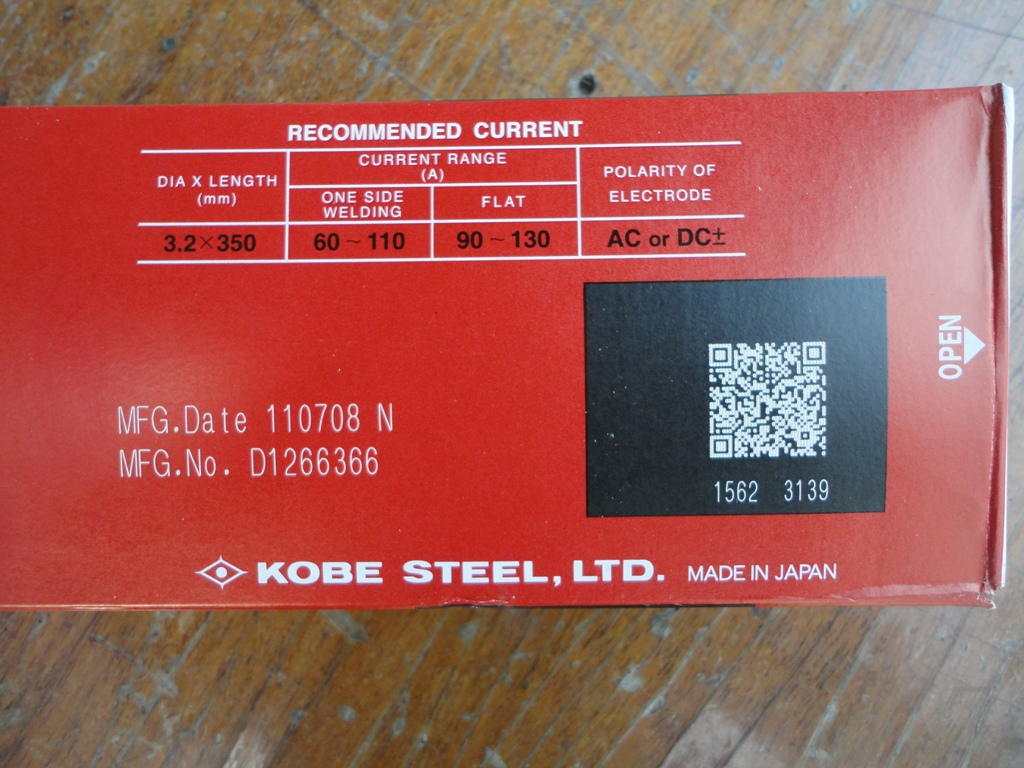 RECOMMENDED CURRENT
DIA X LENGTH
(mm)
CURRENT RANGE
(A)
ONE SIDE
WELDING
FLAT
POLARITY OF
ELECTRODE
3.2×350
60 ~ 110
90 ~ 130
AC or DC±
OPEN
MFG.Date 110708 N
MFG.No. D1266366
1562 3139
KOBE STEEL, LTD. MADE IN JAPAN